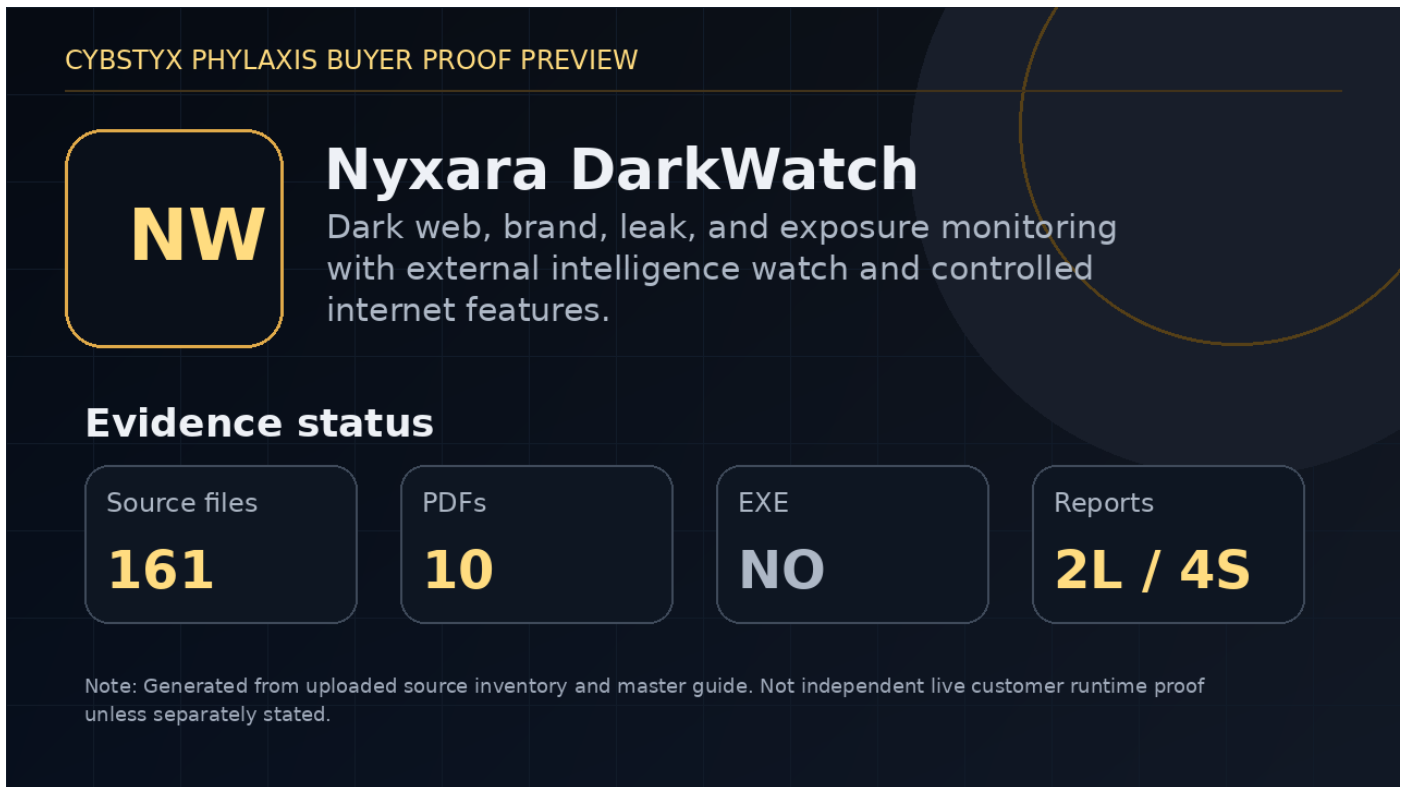 CYBSTYX PHYLAXIS BUYER PROOF PREVIEW
NW
Nyxara DarkWatch
Dark web, brand, leak, and exposure monitoring
with external intelligence watch and controlled
internet features.
Evidence status
Source files
161
PDFs
10
EXE
NO
Reports
2L / 4S
Note: Generated from uploaded source inventory and master guide. Not independent live customer runtime proof
unless separately stated.